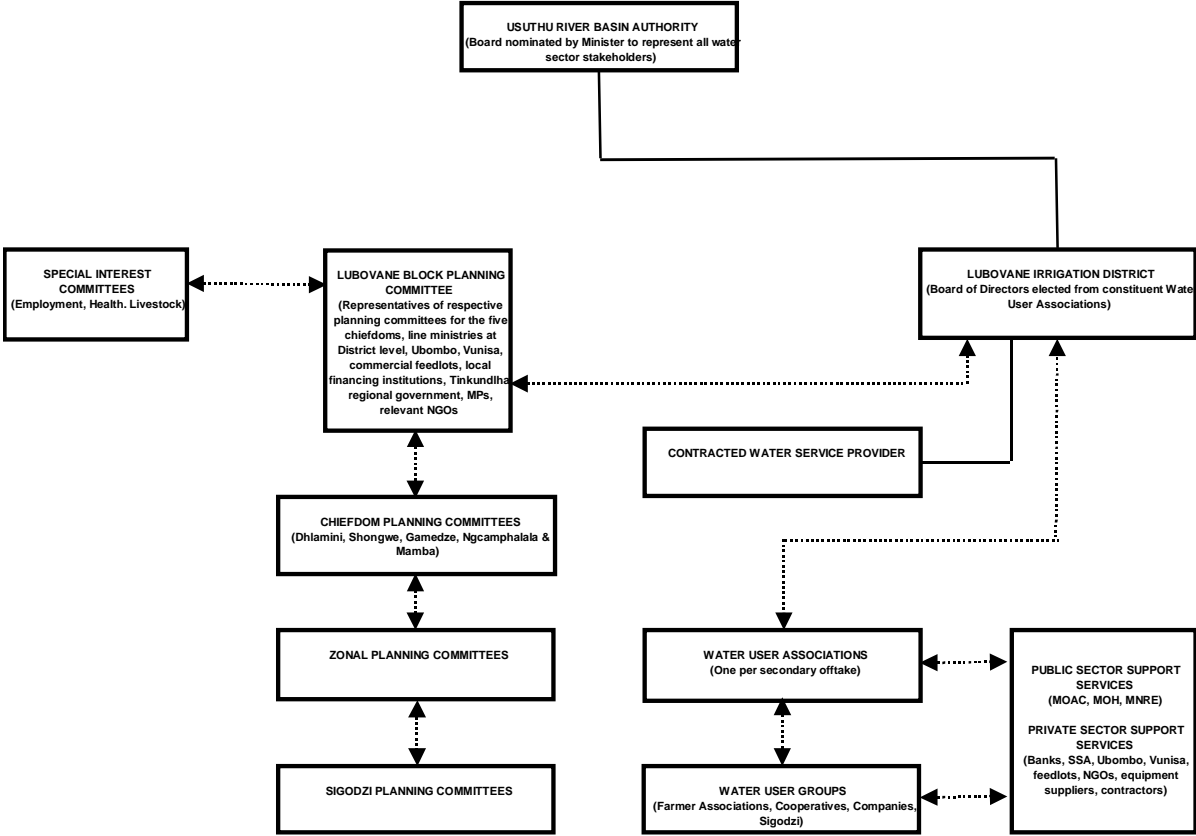 USUTHU RIVER BASIN AUTHORITY
(Board nominated by Minister to represent all water
sector stakeholders)
SPECIAL INTEREST
COMMITTEES
(Employment, Health. Livestock)
LUBOVANE BLOCK PLANNING
COMMITTEE
(Representatives of respective
planning committees for the five
chiefdoms, line ministries at
District level, Ubombo, Vunisa,
commercial feedlots, local
financing institutions, Tinkundlha
regional government, MPs,
relevant NGOs
LUBOVANE IRRIGATION DISTRICT
(Board of Directors elected from constituent Water
User Associations)
CONTRACTED WATER SERVICE PROVIDER
CHIEFDOM PLANNING COMMITTEES
(Dhlamini, Shongwe, Gamedze, Ngcamphalala &
Mamba)
ZONAL PLANNING COMMITTEES
SIGODZI PLANNING COMMITTEES
WATER USER ASSOCIATIONS
(One per secondary offtake)
WATER USER GROUPS
(Farmer Associations, Cooperatives, Companies,
Sigodzi)
PUBLIC SECTOR SUPPORT
SERVICES
(MOAC, MOH, MNRE)
PRIVATE SECTOR SUPPORT
SERVICES
(Banks, SSA, Ubombo, Vunisa,
feedlots, NGOs, equipment
suppliers, contractors)